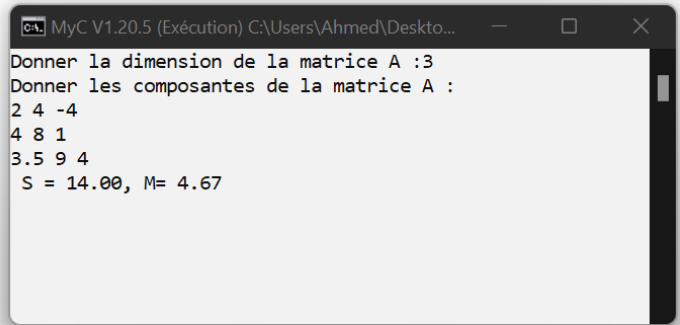 MyC V1.20.5 (Exécution) C:\Users\Ahmed\Deskto...
Donner la dimension de la matrice A :3
Donner les composantes de la matrice A :
2 4 -4
4 8 1
3.5 9 4
S = 14.00, M= 4.67